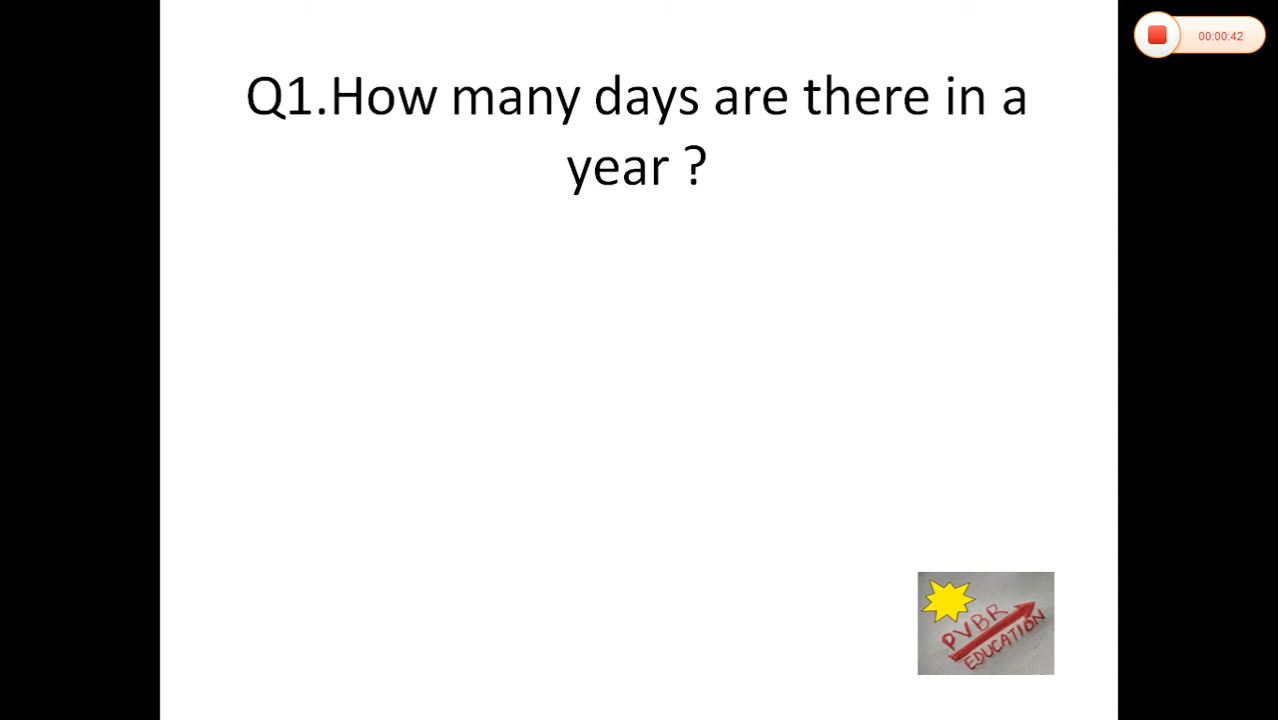 00:00:42
Q1.How many days are there in a
year ?
PVBR
EDUCATION